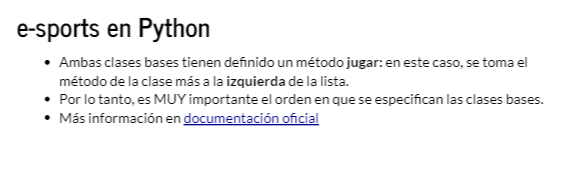 e-sports en Python
• Ambas clases bases tienen definido un método jugar: en este caso, se toma el
método de la clase más a la izquierda de la lista.
• Por lo tanto, es MUY importante el orden en que se especifican las clases bases.
• Más información en documentación oficial